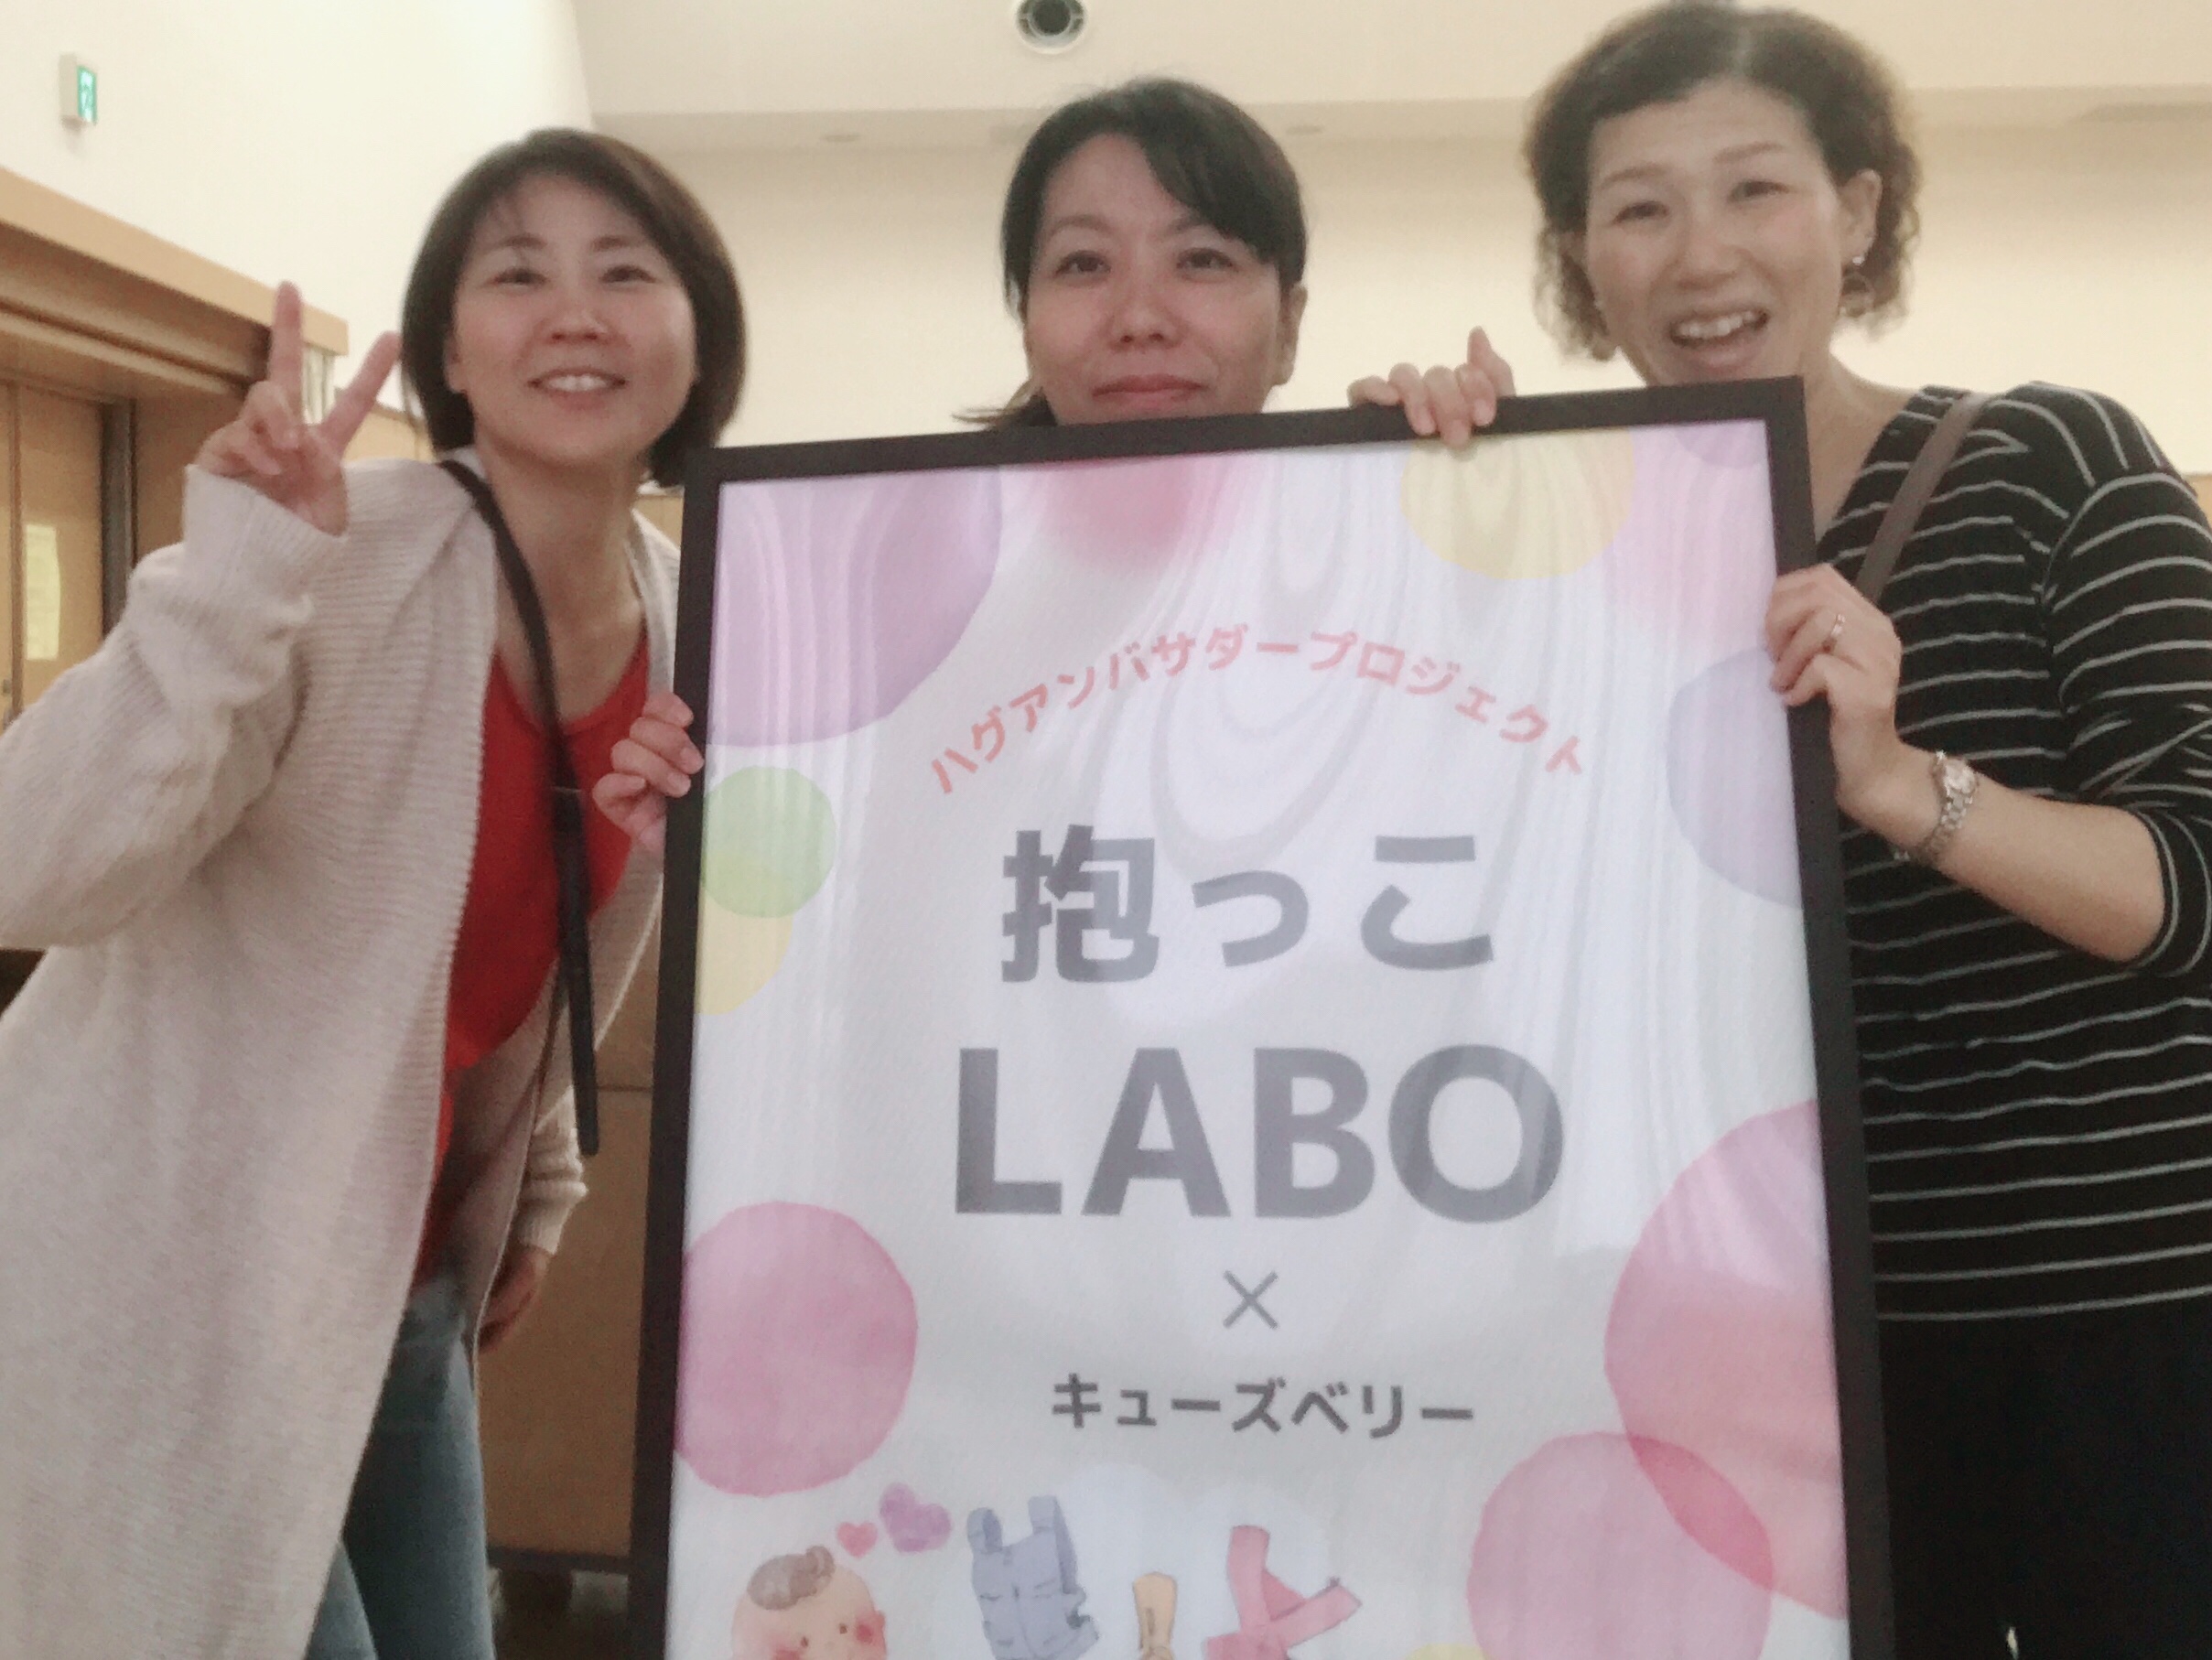 ハグアンバサダープロジェクト
抱っこ
LABO
×
キューズベリー